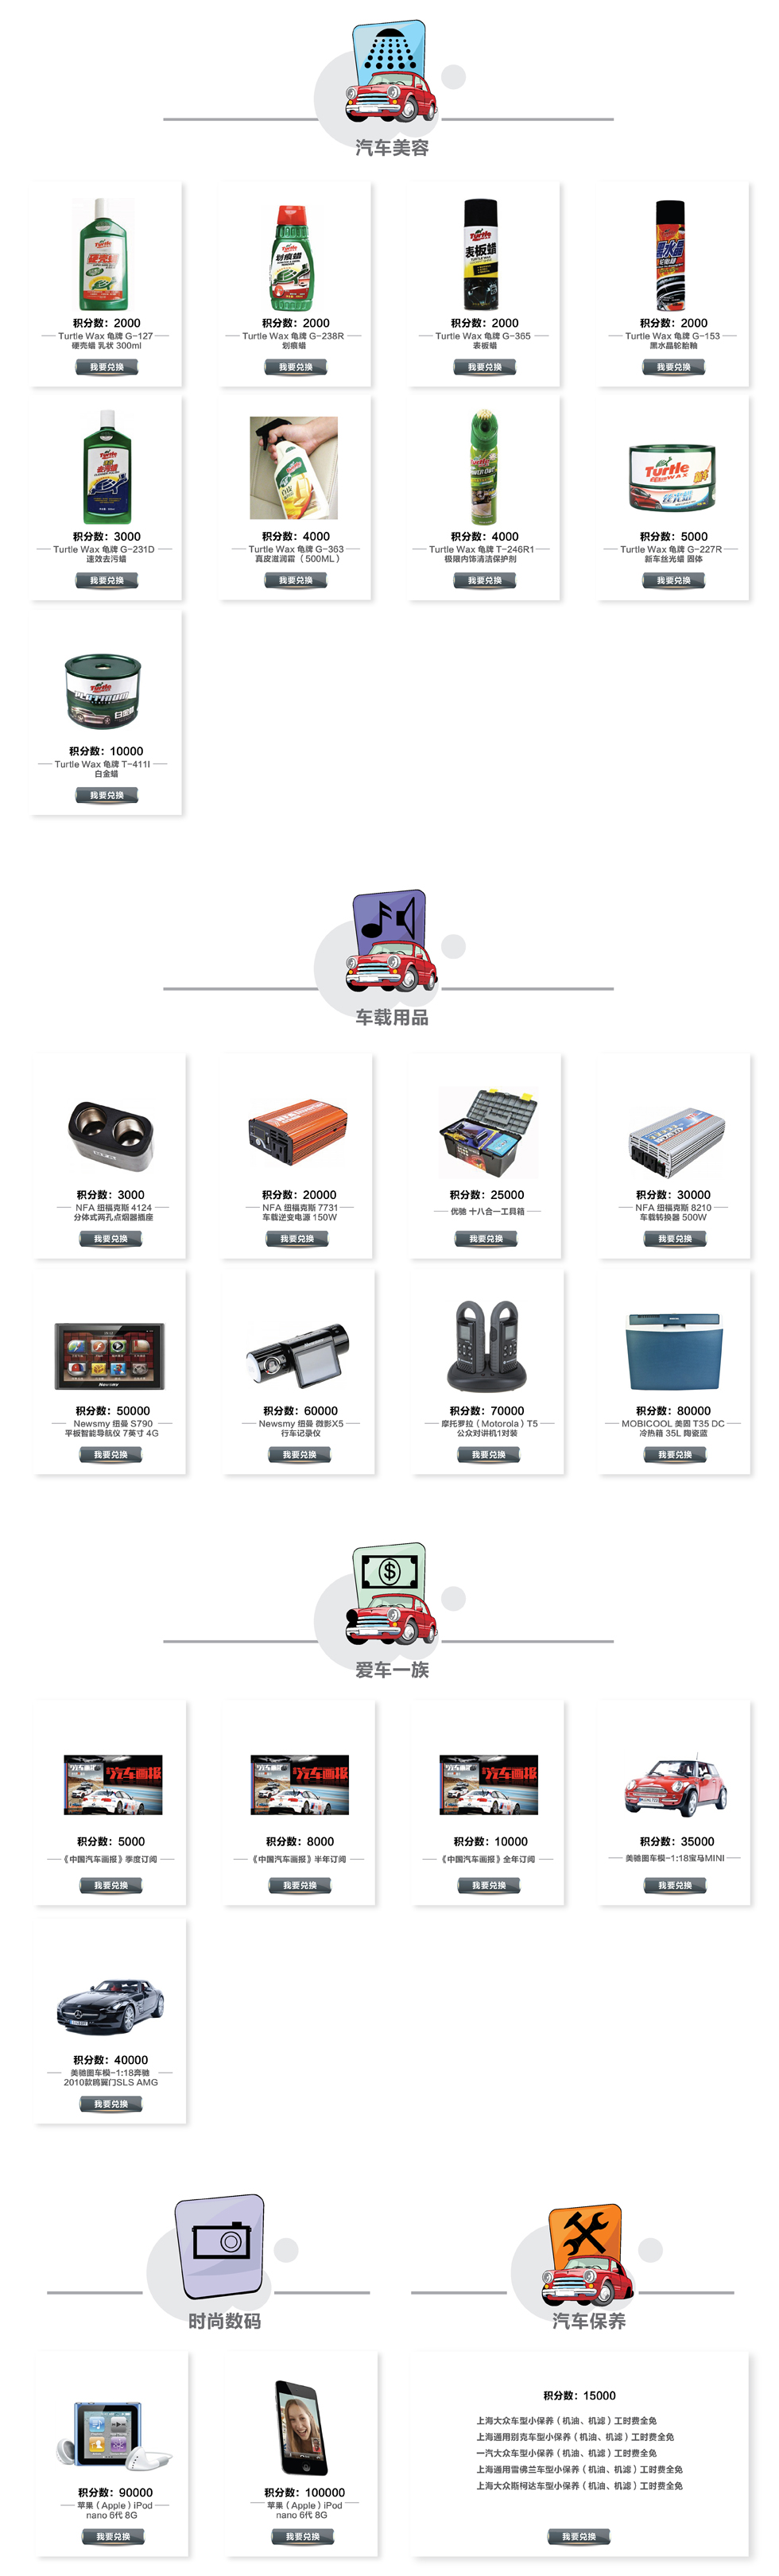 汽车美容
积分数：2000
Turtle Wax 龟牌 G-127
硬壳蜡 乳状 300ml
我要兑换
积分数：2000
Turtle Wax 龟牌 G-238R
划痕蜡
我要兑换
积分数：2000
Turtle Wax 龟牌 G-365
表板蜡
我要兑换
积分数：2000
Turtle Wax 龟牌 G-153
黑水晶轮胎釉
我要兑换
积分数：3000
Turtle Wax 龟牌 G-231D
速效去污蜡
我要兑换
积分数：4000
Turtle Wax 龟牌 G-363
真皮滋润霜（500ML）
我要兑换
积分数：4000
Turtle Wax 龟牌 T-246R1
极限内饰清洁保护剂
我要兑换
积分数：5000
Turtle Wax 龟牌 G-227R
新车丝光蜡 固体
我要兑换
积分数：10000
Turtle Wax 龟牌 T-411I
白金蜡
我要兑换
车载用品
积分数：3000
NFA 纽福克斯 4124
分体式两孔点烟器插座
我要兑换
积分数：20000
NFA 纽福克斯 7731
车载逆变电源 150W
我要兑换
积分数：25000
优驰 十八合一工具箱
我要兑换
积分数：30000
NFA 纽福克斯 8210
车载转换器 500W
我要兑换
积分数：50000
Newsmy 纽曼 S790
平板智能导航仪 7英寸 4G
我要兑换
积分数：60000
Newsmy 纽曼 微影X5
行车记录仪
我要兑换
积分数：70000
摩托罗拉（Motorola）T5
公众对讲机1对装
我要兑换
积分数：80000
MOBICOOL 美固 T35 DC
冷热箱 35L 陶瓷蓝
我要兑换
爱车一族
积分数：5000
《中国汽车画报》季度订阅
我要兑换
积分数：8000
《中国汽车画报》半年订阅
我要兑换
积分数：10000
《中国汽车画报》全年订阅
我要兑换
积分数：35000
美驰图车模-1:18宝马MINI
我要兑换
积分数：40000
美驰图车模-1:18奔驰
2010款鸥翼门SLS AMG
我要兑换
时尚数码
汽车保养
积分数：90000
苹果（Apple）iPod
nano 6代 8G
我要兑换
积分数：100000
苹果（Apple）iPod
nano 6代 8G
我要兑换
积分数：15000
上海大众车型小保养（机油、机滤）工时费全免
上海通用别克车型小保养（机油、机滤）工时费全免
一汽大众车型小保养（机油、机滤）工时费全免
上海通用雪佛兰车型小保养（机油、机滤）工时费全免
上海大众斯柯达车型小保养（机油、机滤）工时费全免
我要兑换